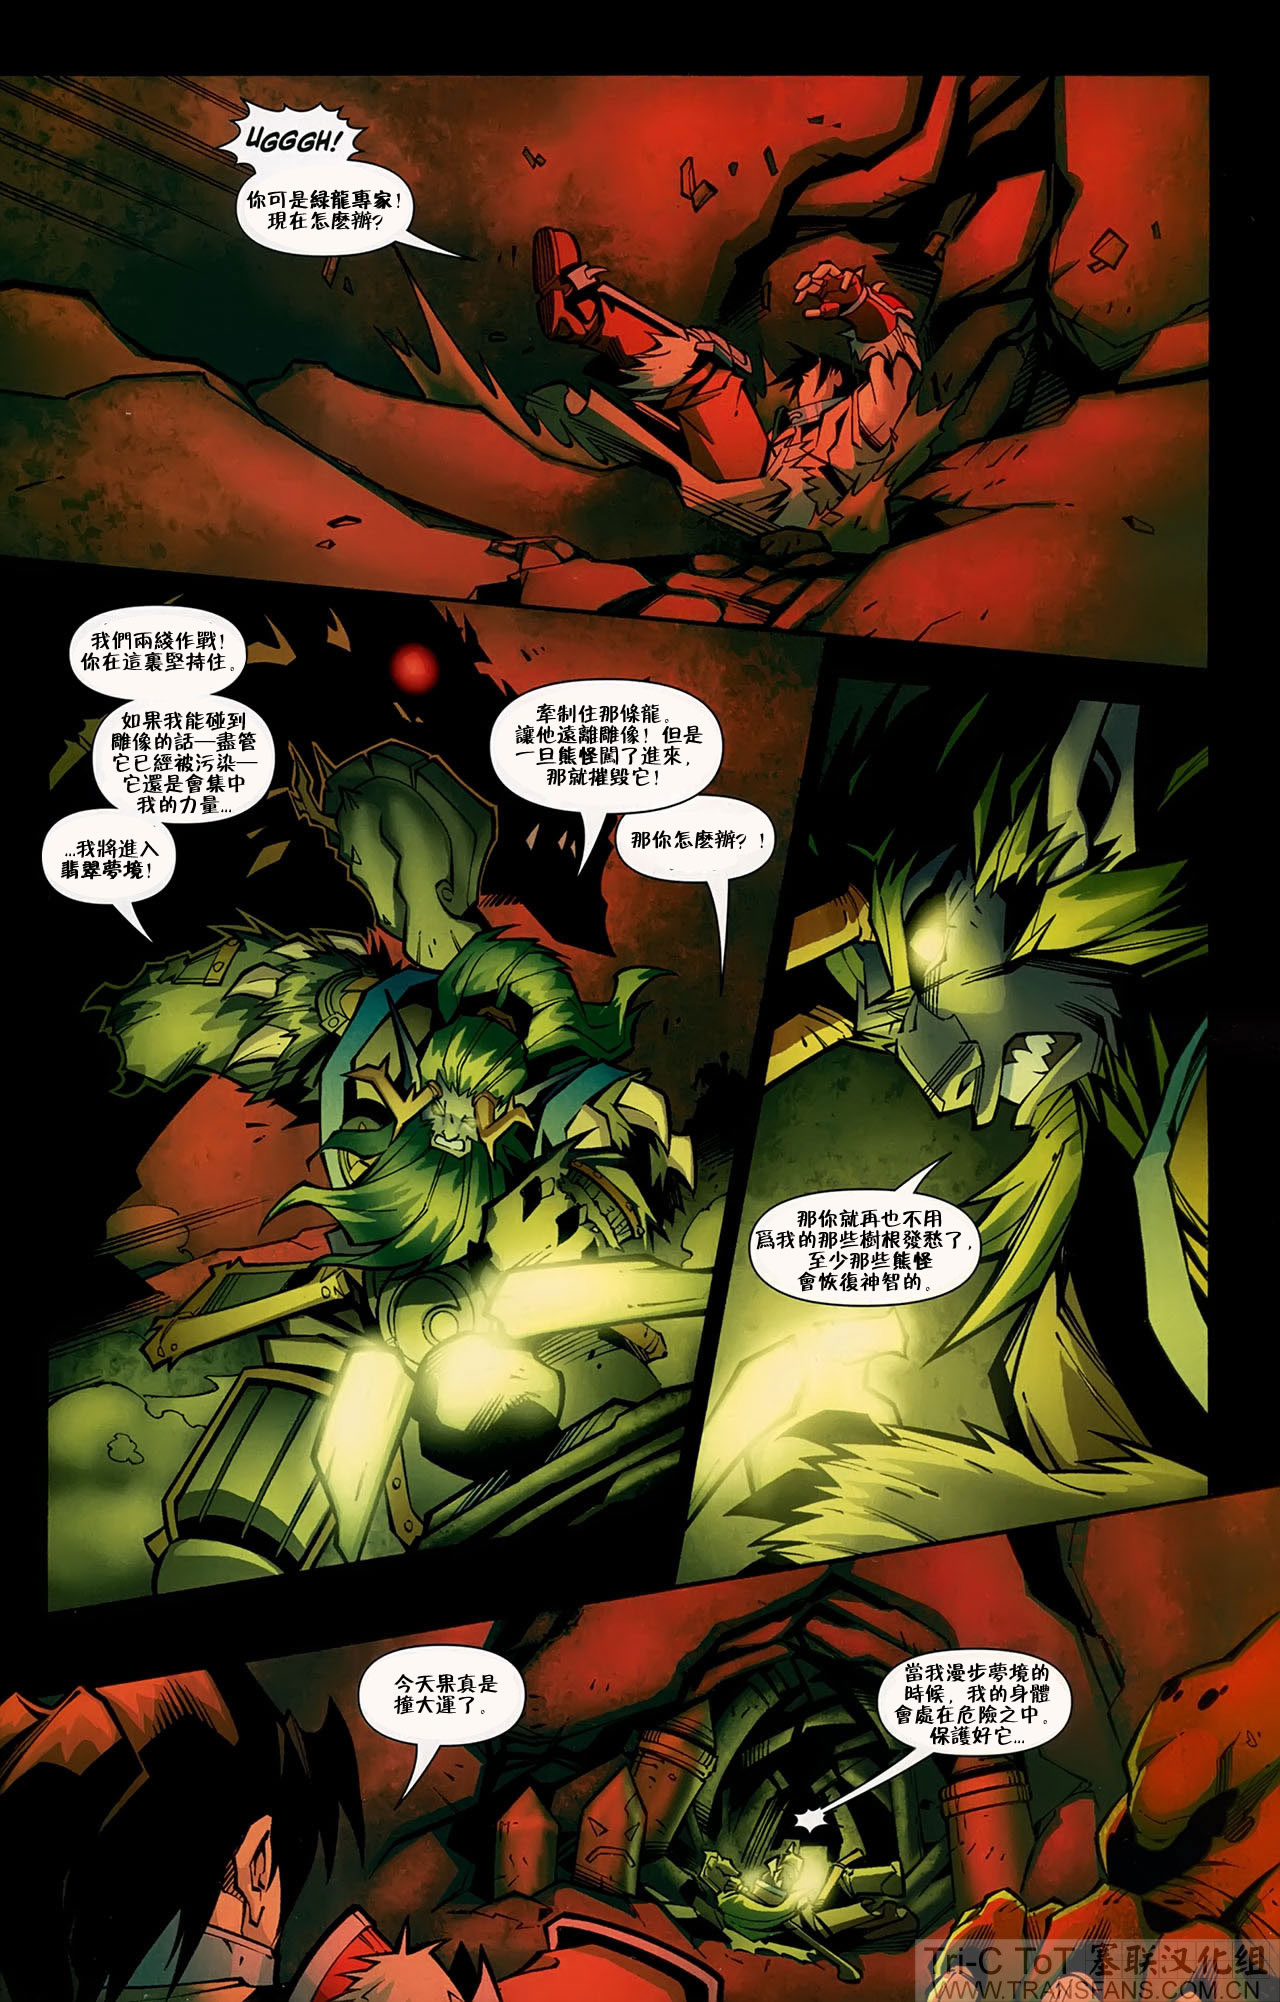 UGGGH!
你可是綠龍專家!
現在怎麽辦?
我們兩綫作戰!
你在這裏堅持住。
如果我能碰到
雕像的話—盡管
它已經被污染—
它還是會集中
我的力量...
...我將進入
翡翠夢境!
牽制住那條龍。
讓他遠離雕像! 但是
一旦熊怪闖了進來,
那就摧毀它!
那你怎麽辦? !
那你就再也不用
爲我的那些樹根發愁了,
至少那些熊怪
會恢復神智的。
今天果真是
撞大運了。
當我漫步夢境的
時候, 我的身體
會處在危險之中。
保護好它...
Tri-C ToT 塞联汉化组
WWW.TRANSFANS.COM.CN